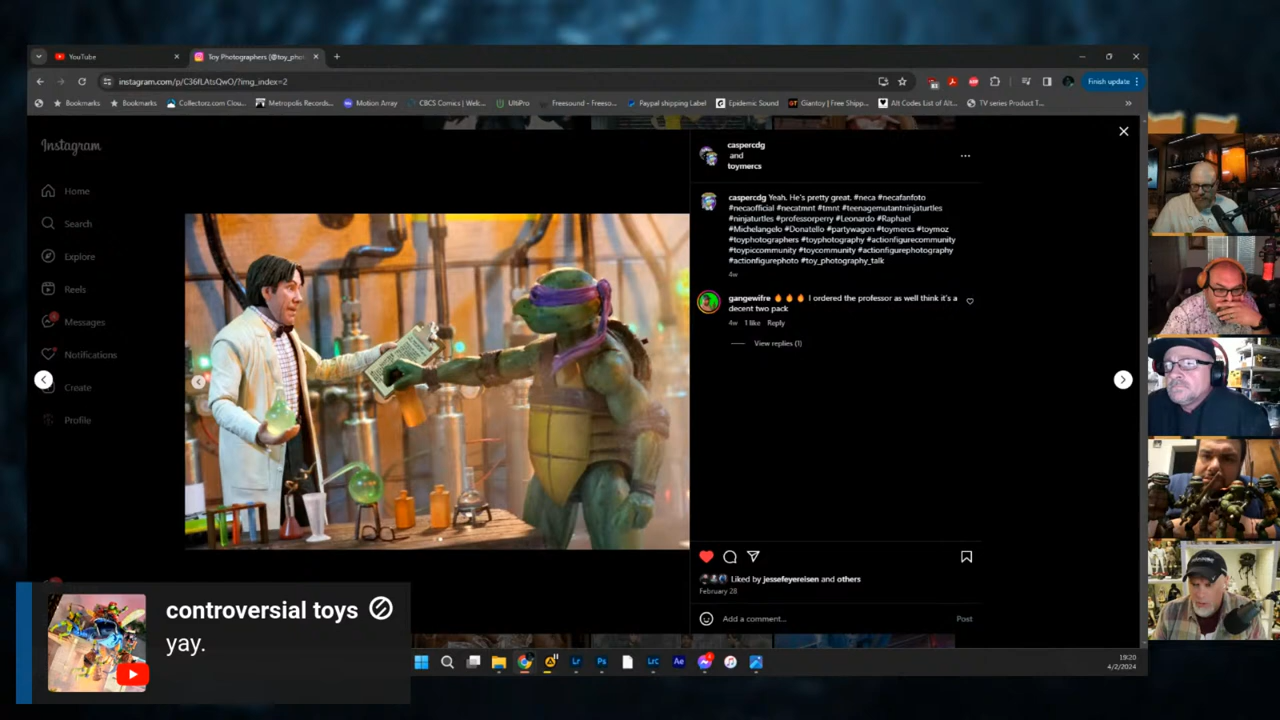 YouTube
Toy Photographers (@toy_phot
instagram.com/p/C36fLAtsQwO/?img_index=2
Finish update
Bookmarks
Bookmarks
Collectorz.com Clou...
Metropolis Records...
Motion Array
CBCS Comics | Welc...
UltiPro
Freesound - Freeso...
Paypal shipping Label
Epidemic Sound
Giantoy | Free Shipp...
Alt Codes List of Alt...
TV series Product T...
Instagram
Home
Search
Explore
Reels
Messages
Notifications
Create
Profile
caspercdg
and
toymercs
caspercdg Yeah. He's pretty great. #neca #necafanfoto
#necaofficial #necatmnt #tmnt #teenagemutantninjaturtles
#ninjaturtles #professorperry #Leonardo #Raphael
#Michelangelo #Donatello #partywagon #toymercs #toymoz
#toyphotographers #toyphotography #actionfigurecommunity
#toypiccommunity #toycommunity #actionfigurephotography
#actionfigurephoto #toy_photography_talk
4w
gangewifre 🔥🔥🔥 I ordered the professor as well think it's a
decent two pack
4w 1 like Reply
View replies (1)
Liked by jessefeyereisen and others
February 28
Add a comment...
Post
controversial toys
yay.
19:20
4/2/2024